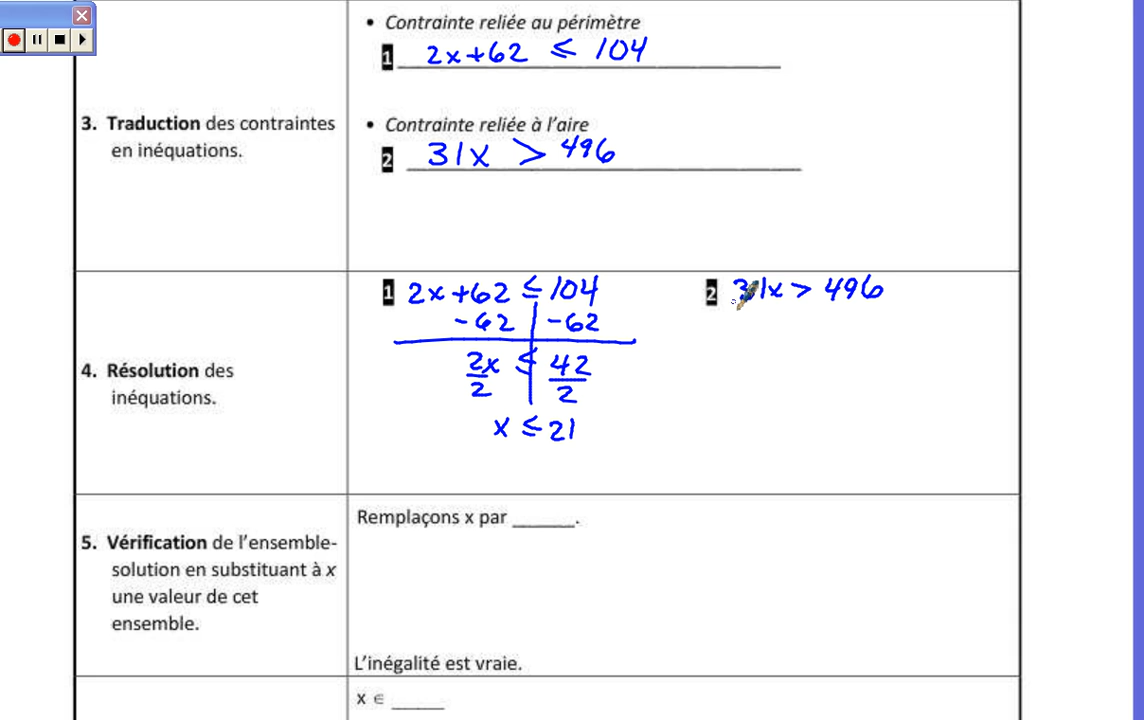 • Contrainte reliée au périmètre
1 2x+62 ≤ 104
3. Traduction des contraintes
en inéquations.
• Contrainte reliée à l'aire
2 31x > 496
4. Résolution des
inéquations.
1 2x+62 ≤ 104
-62 | -62
2x/2 ≤ 42/2
x ≤ 21
2 31x > 496
5. Vérification de l'ensemble-
solution en substituant à x
une valeur de cet
ensemble.
Remplaçons x par ______.
L'inégalité est vraie.
x ∈ _____